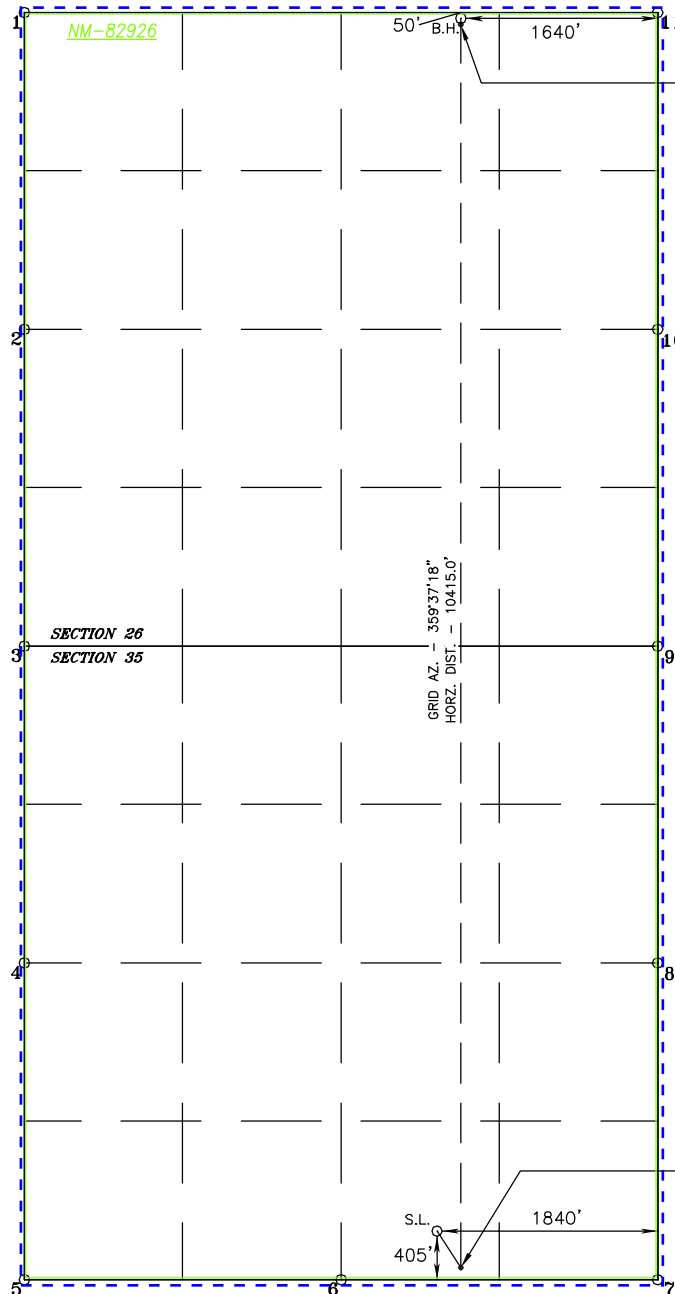 1
NM-82926
50'
B.H.
1640'
2
GRID AZ. - 359°37'18"
HORZ. DIST. - 10415.0'
SECTION 26
3
9
SECTION 35
4
8
S.L.
1840'
405'
5
6
7